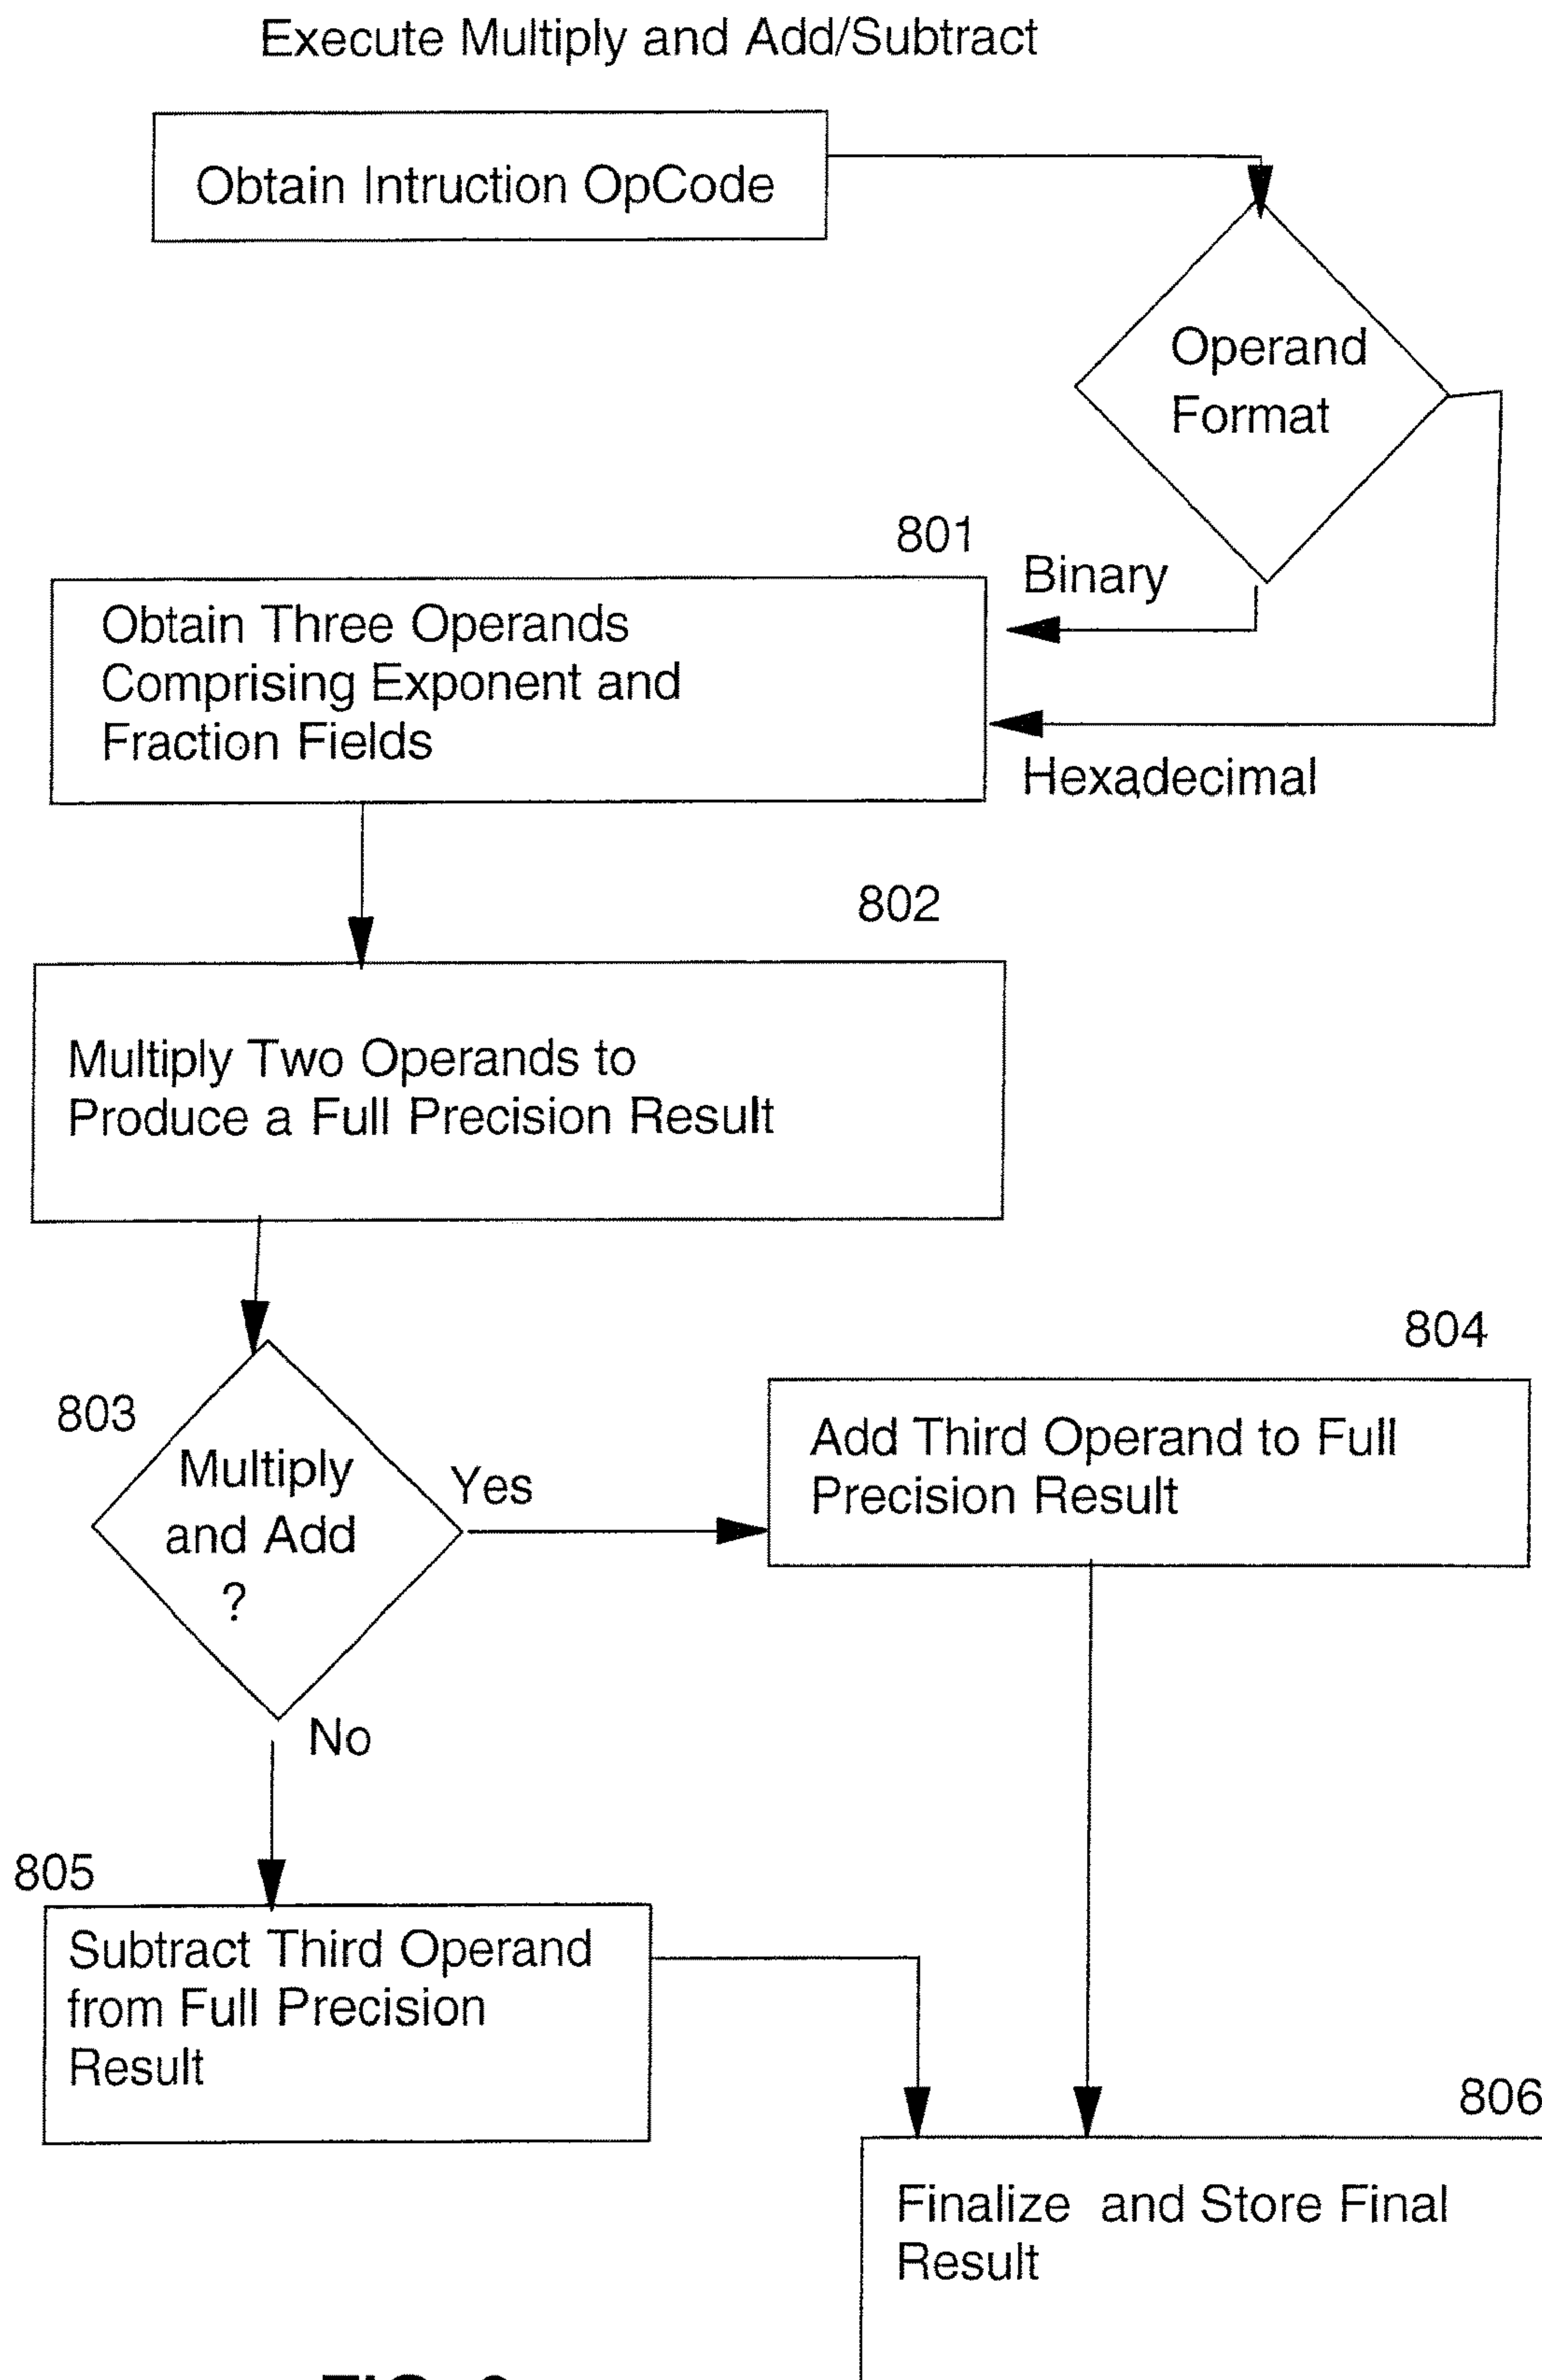 Execute Multiply and Add/Subtract
Obtain Intruction OpCode
Operand
Format
801
Binary
Obtain Three Operands
Comprising Exponent and
Fraction Fields
Hexadecimal
802
Multiply Two Operands to
Produce a Full Precision Result
803
Multiply
and Add
?
Yes
804
Add Third Operand to Full
Precision Result
No
805
Subtract Third Operand
from Full Precision
Result
806
Finalize and Store Final
Result